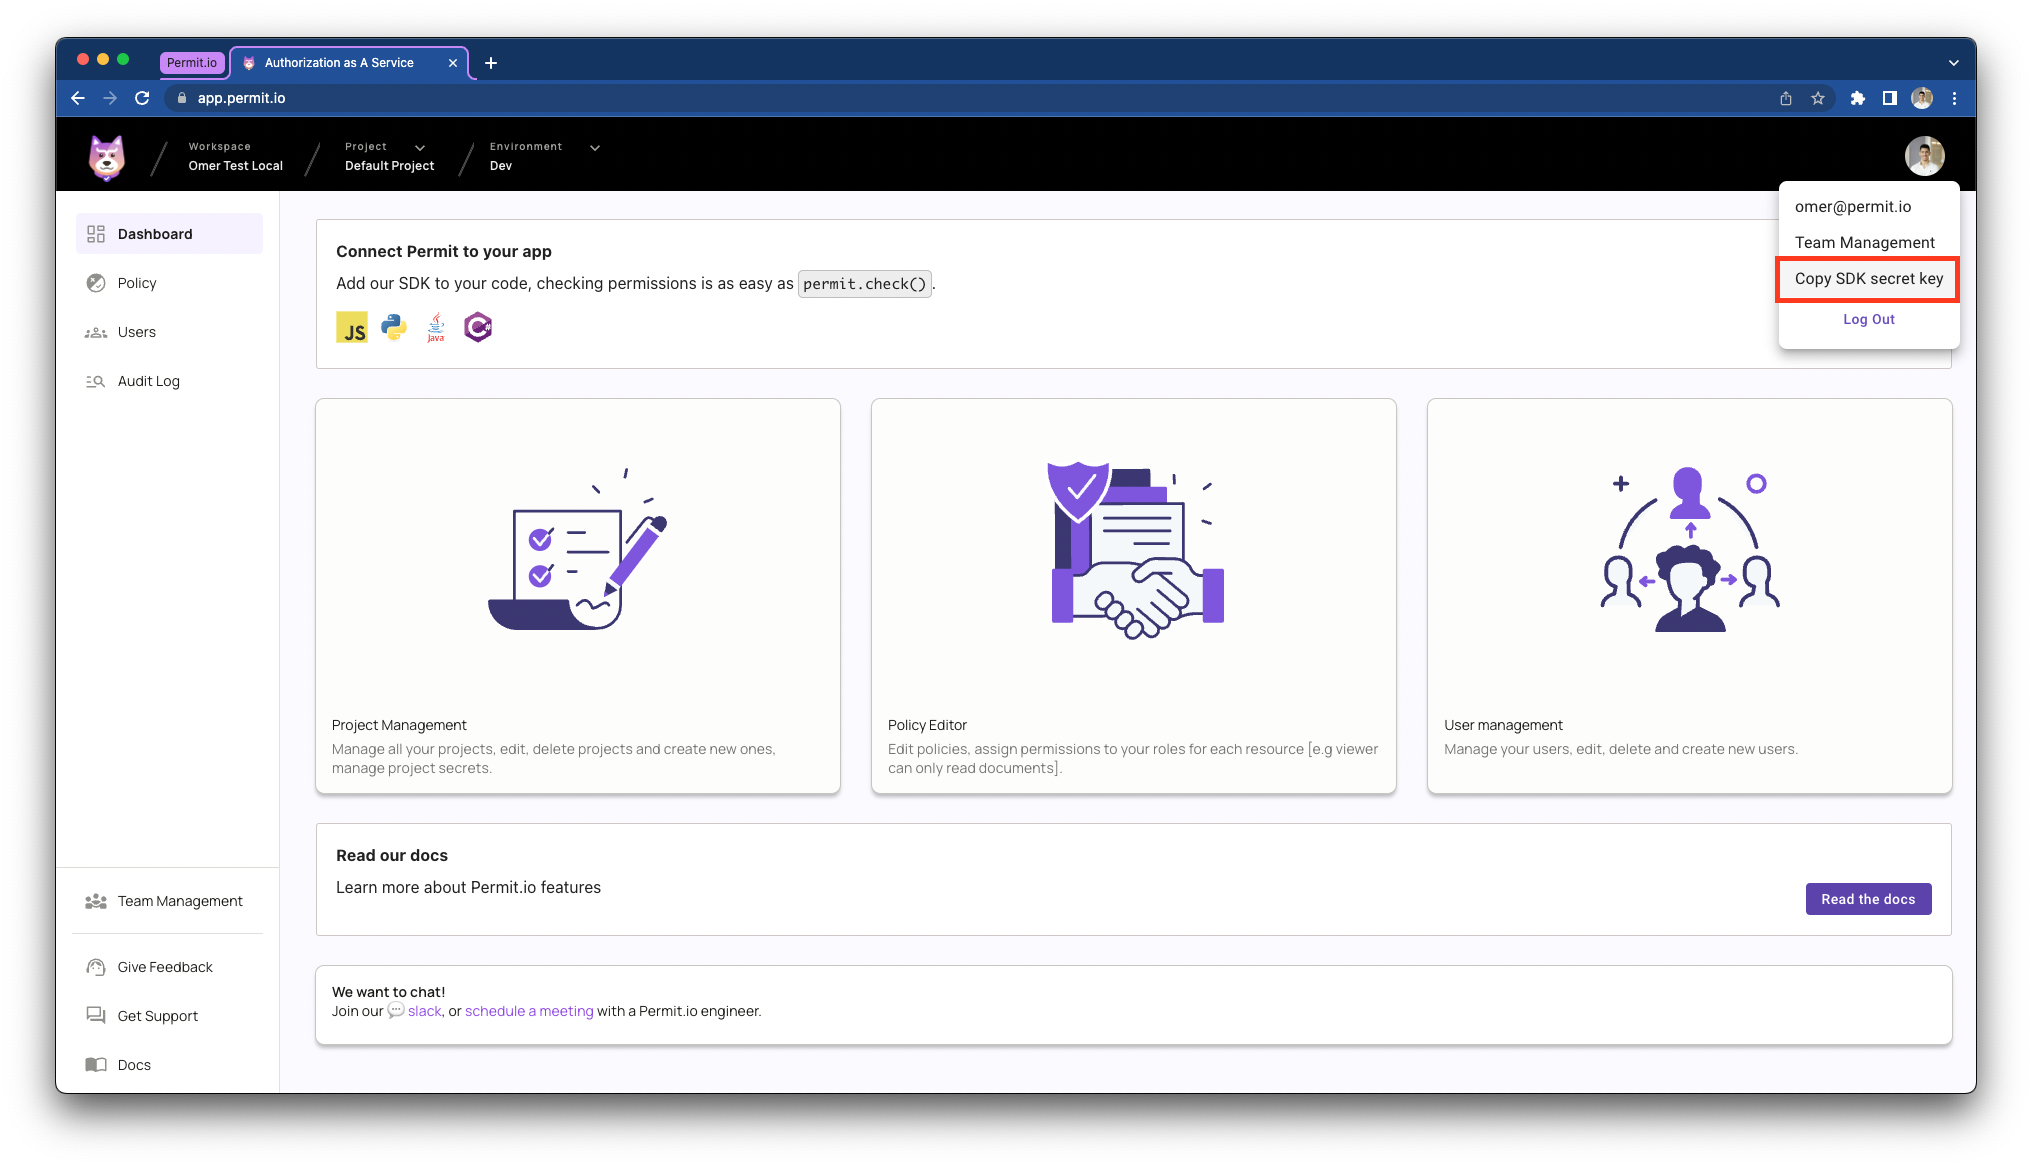 Permit.io
Authorization as A Service
app.permit.io
Workspace
Omer Test Local
Project
Default Project
Environment
Dev
omer@permit.io
Team Management
Copy SDK secret key
Log Out
Dashboard
Policy
Users
Audit Log
Connect Permit to your app
Add our SDK to your code, checking permissions is as easy as permit.check().
JS
Java
C#
Project Management
Manage all your projects, edit, delete projects and create new ones,
manage project secrets.
Policy Editor
Edit policies, assign permissions to your roles for each resource [e.g viewer
can only read documents].
User management
Manage your users, edit, delete and create new users.
Read our docs
Learn more about Permit.io features
Read the docs
We want to chat!
Join our slack, or schedule a meeting with a Permit.io engineer.
Team Management
Give Feedback
Get Support
Docs